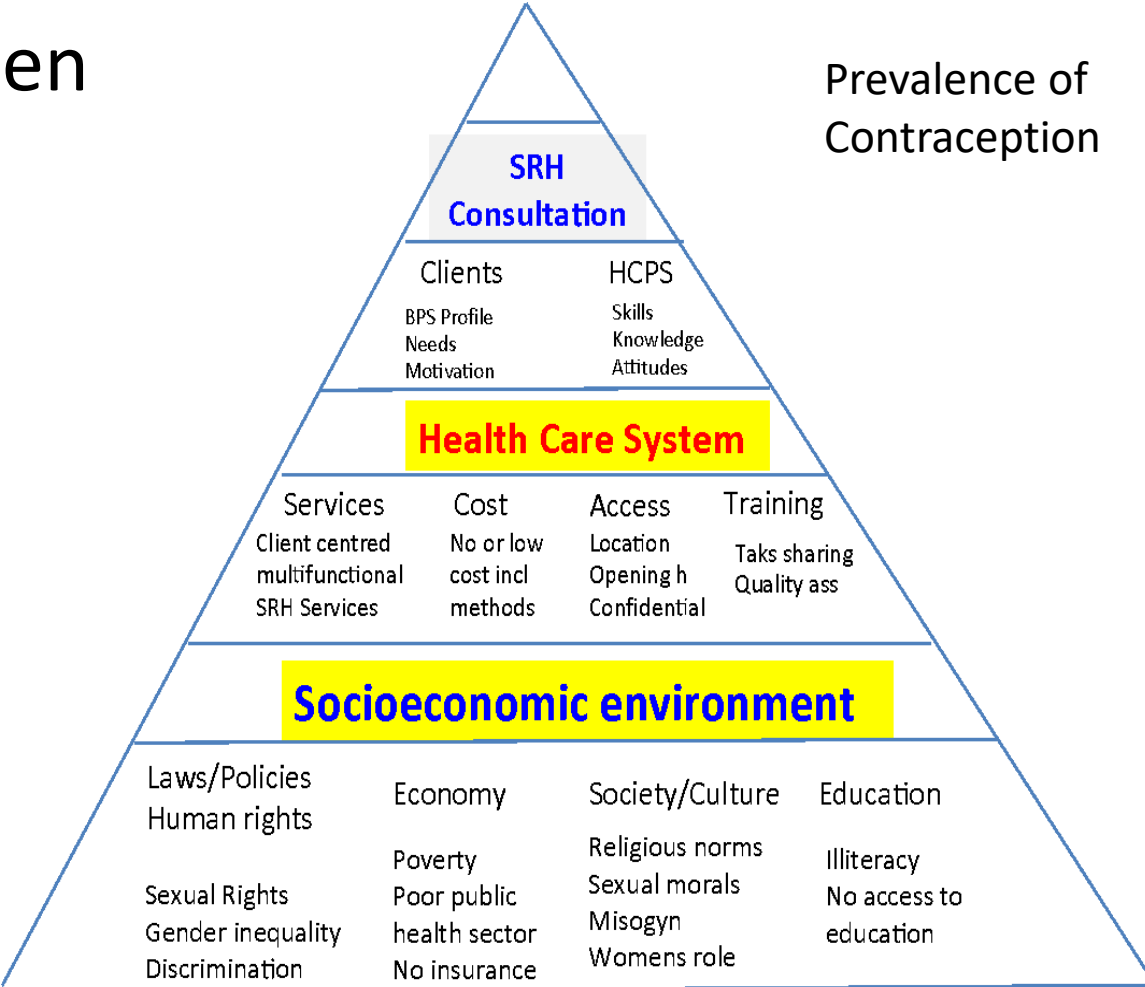 en
Prevalence of
Contraception
SRH
Consultation
Clients
BPS Profile
Needs
Motivation
HCPS
Skills
Knowledge
Attitudes
Health Care System
Services
Client centred
multifunctional
SRH Services
Cost
No or low
cost incl
methods
Access
Location
Opening h
Confidential
Training
Taks sharing
Quality ass
Socioeconomic environment
Laws/Policies
Human rights
Sexual Rights
Gender inequality
Discrimination
Economy
Poverty
Poor public
health sector
No insurance
Society/Culture
Religious norms
Sexual morals
Misogyn
Womens role
Education
Illiteracy
No access to
education